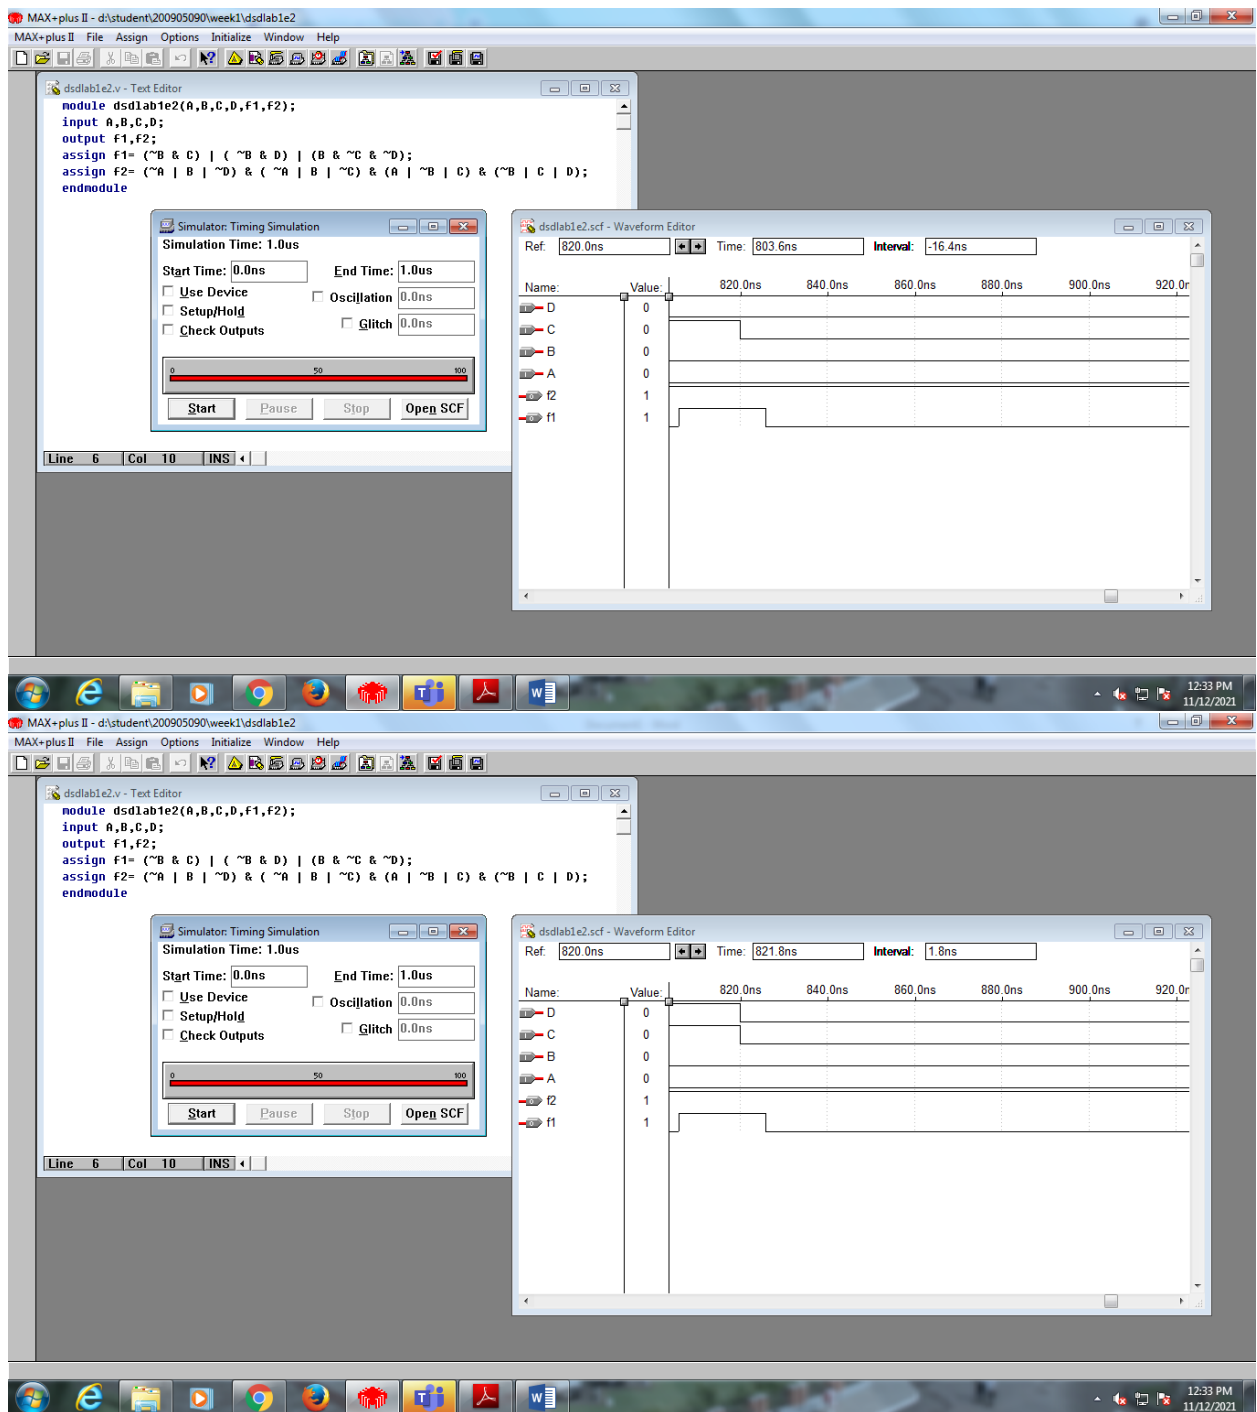 MAX+plus II - d:\student\200905090\week1\dsdlab1e2
MAX+plus II File Assign Options Initialize Window Help
dsdlab1e2.v - Text Editor
module dsdlab1e2(A,B,C,D,f1,f2);
input A,B,C,D;
output f1,f2;
assign f1= (~B & C) | ( ~B & D) | (B & ~C & ~D);
assign f2= (~A | B | ~D) & ( ~A | B | ~C) & (A | ~B | C) & (~B | C | D);
endmodule
Simulator: Timing Simulation
Simulation Time: 1.0us
Start Time: 0.0ns End Time: 1.0us
Use Device Oscillation 0.0ns
Setup/Hold Glitch 0.0ns
Check Outputs
0 50 100
Start Pause Stop Open SCF
Line 6 Col 10 INS
dsdlab1e2.scf - Waveform Editor
Ref: 820.0ns Time: 803.6ns Interval: -16.4ns
Name: Value: 820.0ns 840.0ns 860.0ns 880.0ns 900.0ns 920.0n
D 0
C 0
B 0
A 0
f2 1
f1 1
12:33 PM
11/12/2021
MAX+plus II - d:\student\200905090\week1\dsdlab1e2
MAX+plus II File Assign Options Initialize Window Help
dsdlab1e2.v - Text Editor
module dsdlab1e2(A,B,C,D,f1,f2);
input A,B,C,D;
output f1,f2;
assign f1= (~B & C) | ( ~B & D) | (B & ~C & ~D);
assign f2= (~A | B | ~D) & ( ~A | B | ~C) & (A | ~B | C) & (~B | C | D);
endmodule
Simulator: Timing Simulation
Simulation Time: 1.0us
Start Time: 0.0ns End Time: 1.0us
Use Device Oscillation 0.0ns
Setup/Hold Glitch 0.0ns
Check Outputs
0 50 100
Start Pause Stop Open SCF
Line 6 Col 10 INS
dsdlab1e2.scf - Waveform Editor
Ref: 820.0ns Time: 821.8ns Interval: 1.8ns
Name: Value: 820.0ns 840.0ns 860.0ns 880.0ns 900.0ns 920.0n
D 0
C 0
B 0
A 0
f2 1
f1 1
12:33 PM
11/12/2021